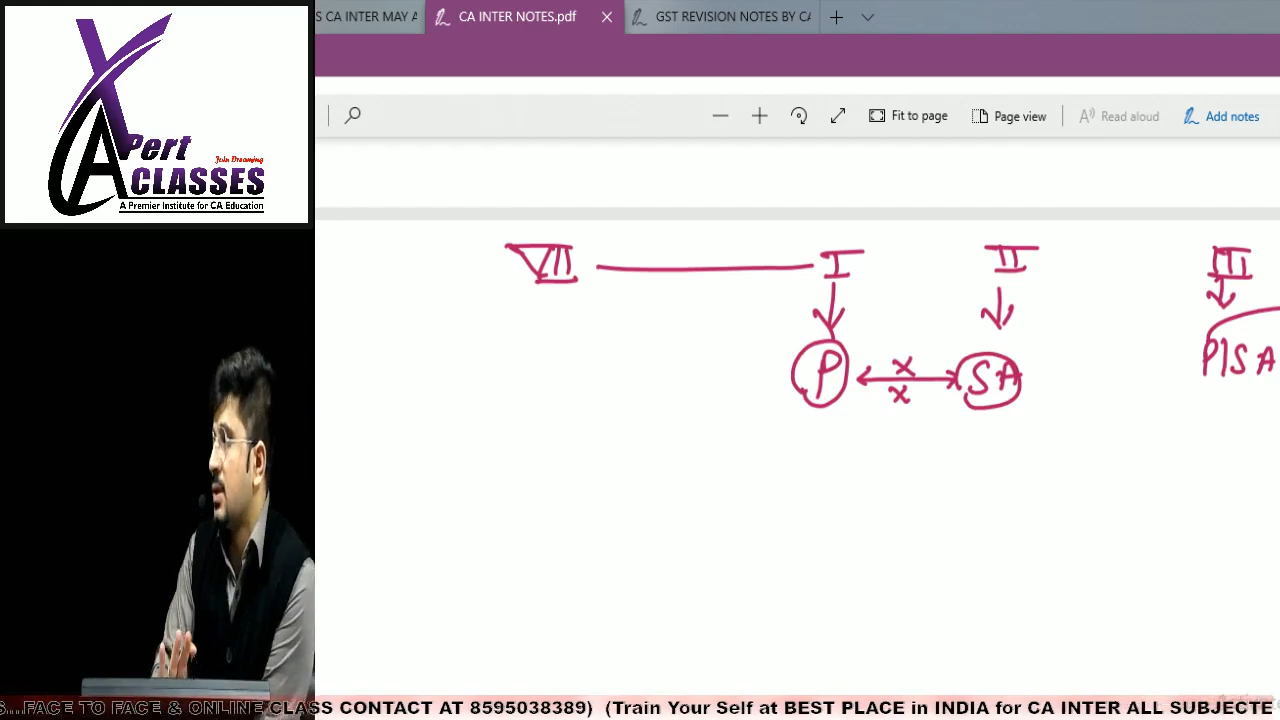 S CA INTER MAY A
CA INTER NOTES.pdf
GST REVISION NOTES BY CA
Fit to page
Page view
Read aloud
Add notes
XPert
Join Dreaming
CA CLASSES
A Premier Institute for CA Education
VII I II III
P X X SA
P|SA
S...FACE TO FACE & ONLINE CLASS CONTACT AT 8595038389) (Train Your Self at BEST PLACE in INDIA for CA INTER ALL SUBJECTE